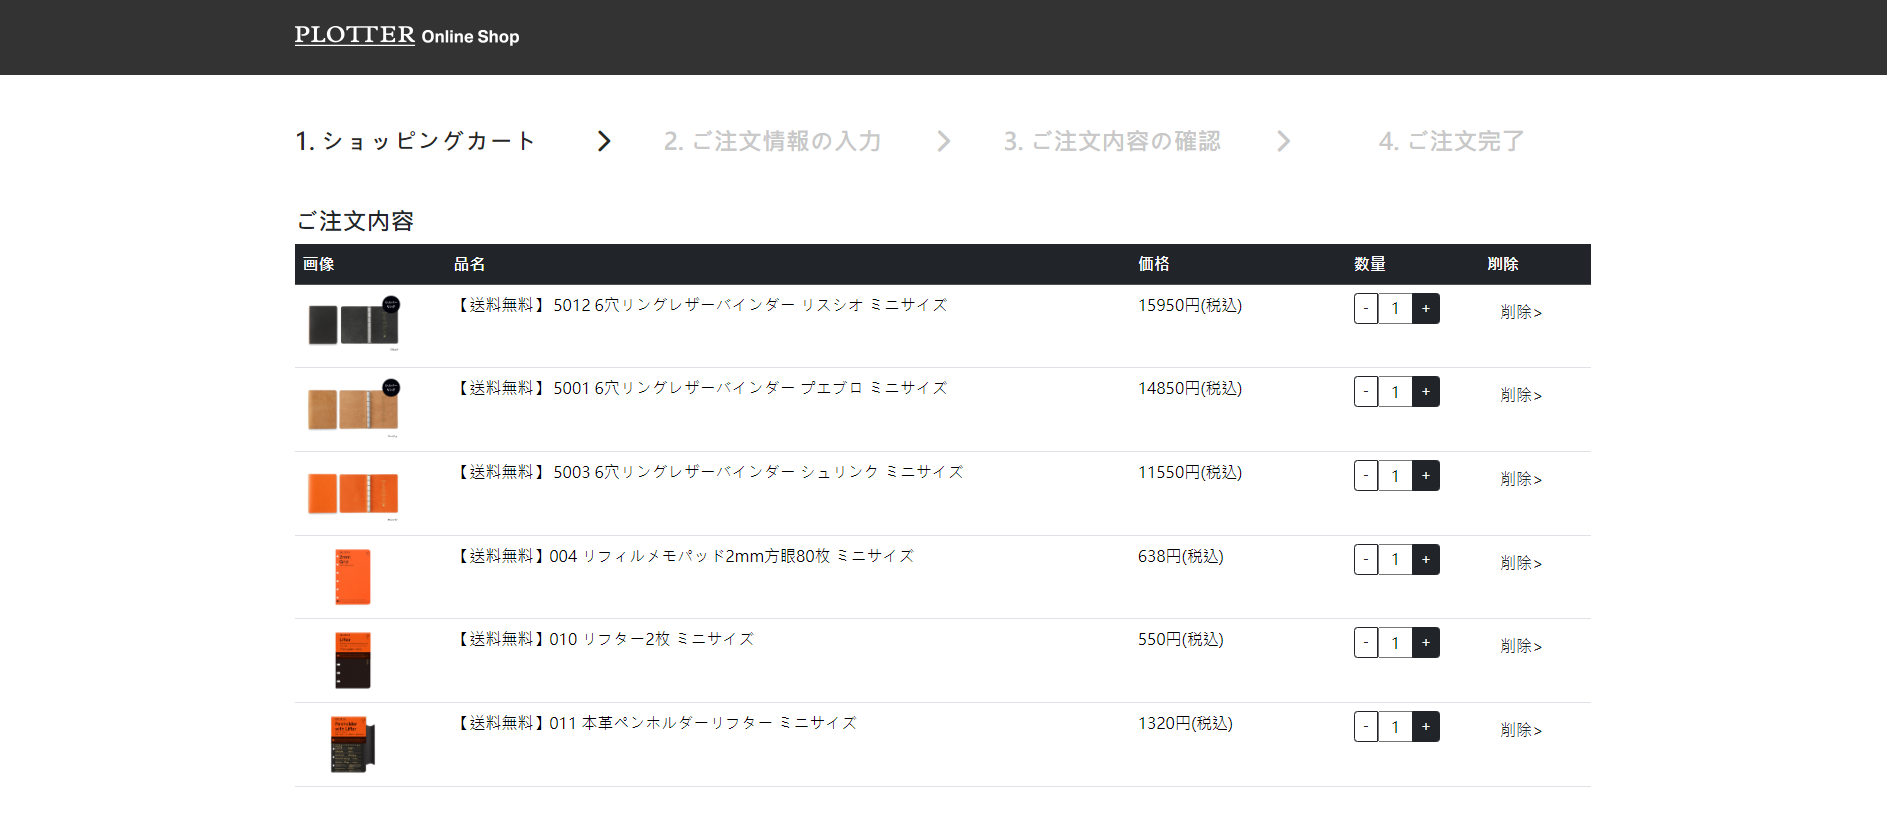 PLOTTER Online Shop
1. ショッピングカート
2. ご注文情報の入力
3. ご注文内容の確認
4. ご注文完了
ご注文内容
画像 品名 価格 数量 削除
【送料無料】 5012 6穴リングレザーバインダー リスシオ ミニサイズ 15950円(税込) - 1 + 削除>
【送料無料】 5001 6穴リングレザーバインダー プエブロ ミニサイズ 14850円(税込) - 1 + 削除>
【送料無料】 5003 6穴リングレザーバインダー シュリンク ミニサイズ 11550円(税込) - 1 + 削除>
【送料無料】004 リフィルメモパッド2mm方眼80枚 ミニサイズ 638円(税込) - 1 + 削除>
【送料無料】010 リフター2枚 ミニサイズ 550円(税込) - 1 + 削除>
【送料無料】011 本革ペンホルダーリフター ミニサイズ 1320円(税込) - 1 + 削除>